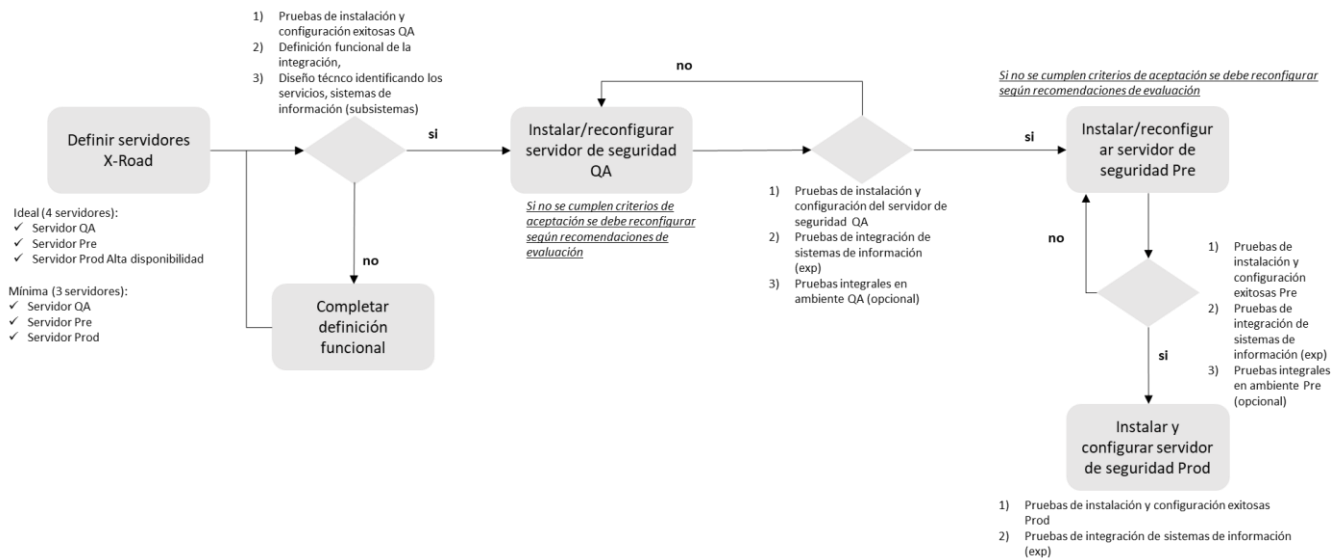 1) Pruebas de instalación y
configuración exitosas QA
2) Definición funcional de la
integración,
3) Diseño técnco identificando los
servicios, sistemas de
información (subsistemas)
Definir servidores
X-Road
si
no
Ideal (4 servidores):
✓ Servidor QA
✓ Servidor Pre
✓ Servidor Prod Alta disponibilidad
Mínima (3 servidores):
✓ Servidor QA
✓ Servidor Pre
✓ Servidor Prod
Completar
definición
funcional
no
Instalar/reconfigurar
servidor de seguridad
QA
Si no se cumplen criterios de
aceptación se debe reconfigurar
según recomendaciones de
evaluación
1) Pruebas de instalación y
configuración del servidor de
seguridad QA
2) Pruebas de integración de
sistemas de información
(exp)
3) Pruebas integrales en
ambiente QA (opcional)
si
Si no se cumplen criterios de aceptación se debe reconfigurar
según recomendaciones de evaluación
Instalar/reconfigur
ar servidor de
seguridad Pre
no
1) Pruebas de
instalación y
configuración
exitosas Pre
2) Pruebas de
integración de
sistemas de
información (exp)
3) Pruebas integrales
en ambiente Pre
(opcional)
si
Instalar y
configurar servidor
de seguridad Prod
1) Pruebas de instalación y configuración exitosas
Prod
2) Pruebas de integración de sistemas de información
(exp)